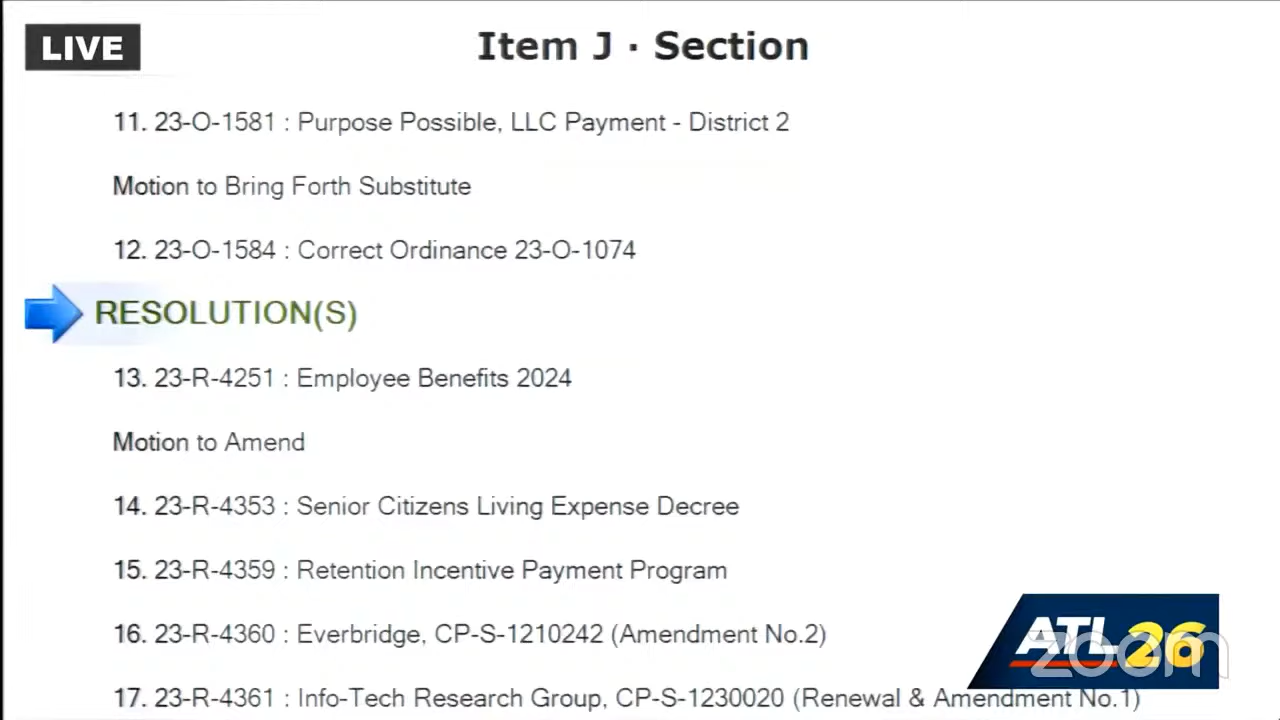 LIVE
Item J · Section
11. 23-O-1581 : Purpose Possible, LLC Payment - District 2
Motion to Bring Forth Substitute
12. 23-O-1584 : Correct Ordinance 23-O-1074
RESOLUTION(S)
13. 23-R-4251 : Employee Benefits 2024
Motion to Amend
14. 23-R-4353 : Senior Citizens Living Expense Decree
15. 23-R-4359 : Retention Incentive Payment Program
16. 23-R-4360 : Everbridge, CP-S-1210242 (Amendment No.2)
ATL 26
zoom
17. 23-R-4361 : Info-Tech Research Group, CP-S-1230020 (Renewal & Amendment No.1)